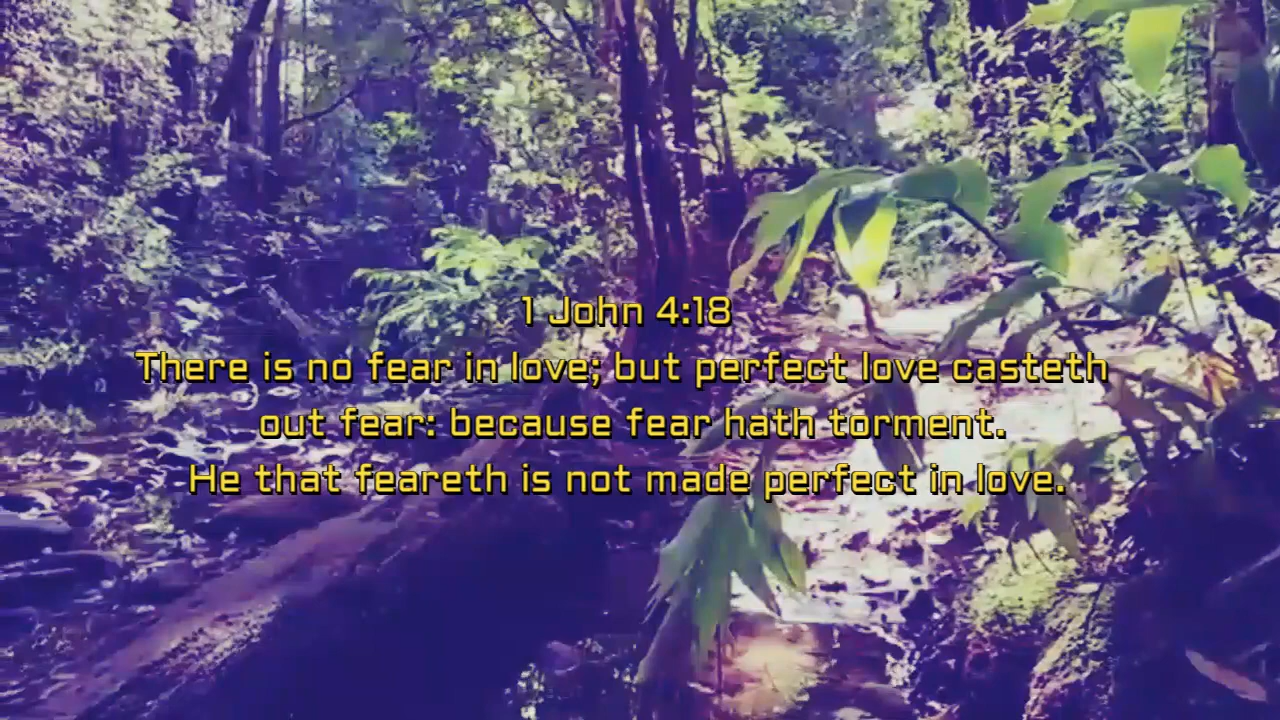 1 John 4:18
There is no fear in love; but perfect love casteth
out fear: because fear hath torment.
He that feareth is not made perfect in love.